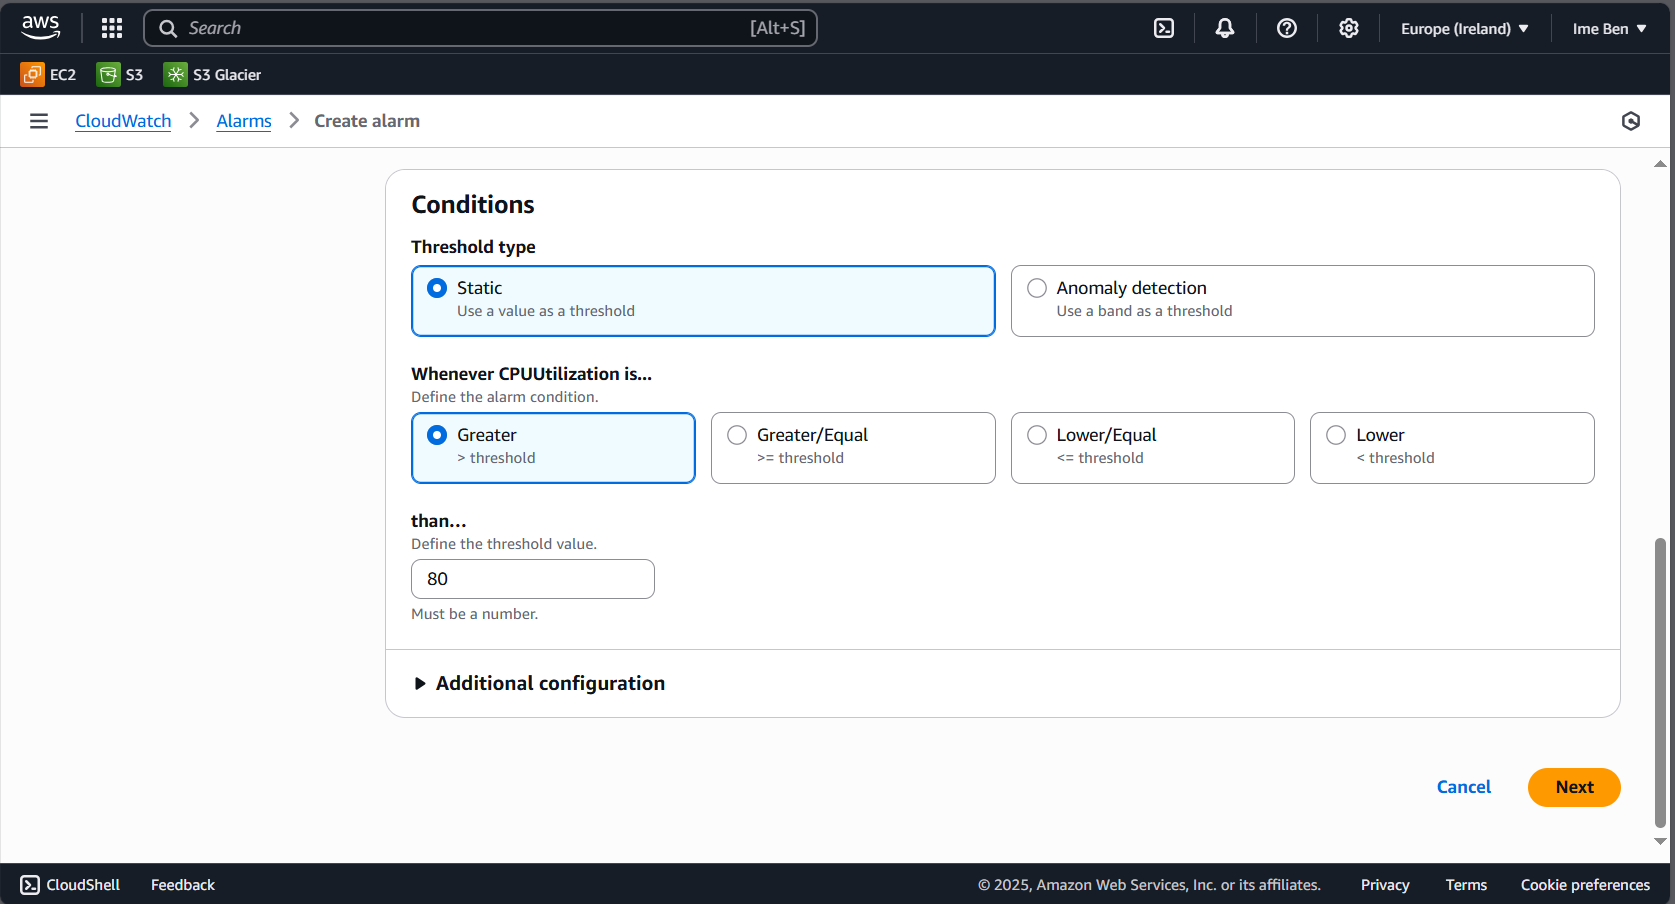 aws Search [Alt+S] Europe (Ireland) Ime Ben
EC2 S3 S3 Glacier
CloudWatch Alarms Create alarm
Conditions
Threshold type
Static
Use a value as a threshold
Anomaly detection
Use a band as a threshold
Whenever CPUUtilization is...
Define the alarm condition.
Greater
> threshold
Greater/Equal
>= threshold
Lower/Equal
<= threshold
Lower
< threshold
than...
Define the threshold value.
80
Must be a number.
Additional configuration
Cancel Next
CloudShell Feedback © 2025, Amazon Web Services, Inc. or its affiliates. Privacy Terms Cookie preferences